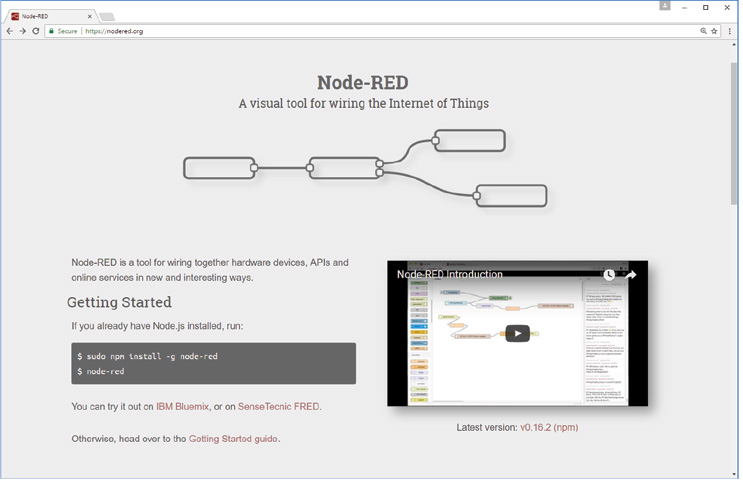 Node-RED
Secure | https://nodered.org
Node-RED
A visual tool for wiring the Internet of Things
Node-RED is a tool for wiring together hardware devices, APIs and
online services in new and interesting ways.
Getting Started
If you already have Node.js installed, run:
$ sudo npm install -g node-red
$ node-red
You can try it out on IBM Bluemix, or on SenseTecnic FRED.
Otherwise, head over to the Getting Started guide.
Node-RED Introduction
Latest version: v0.16.2 (npm)